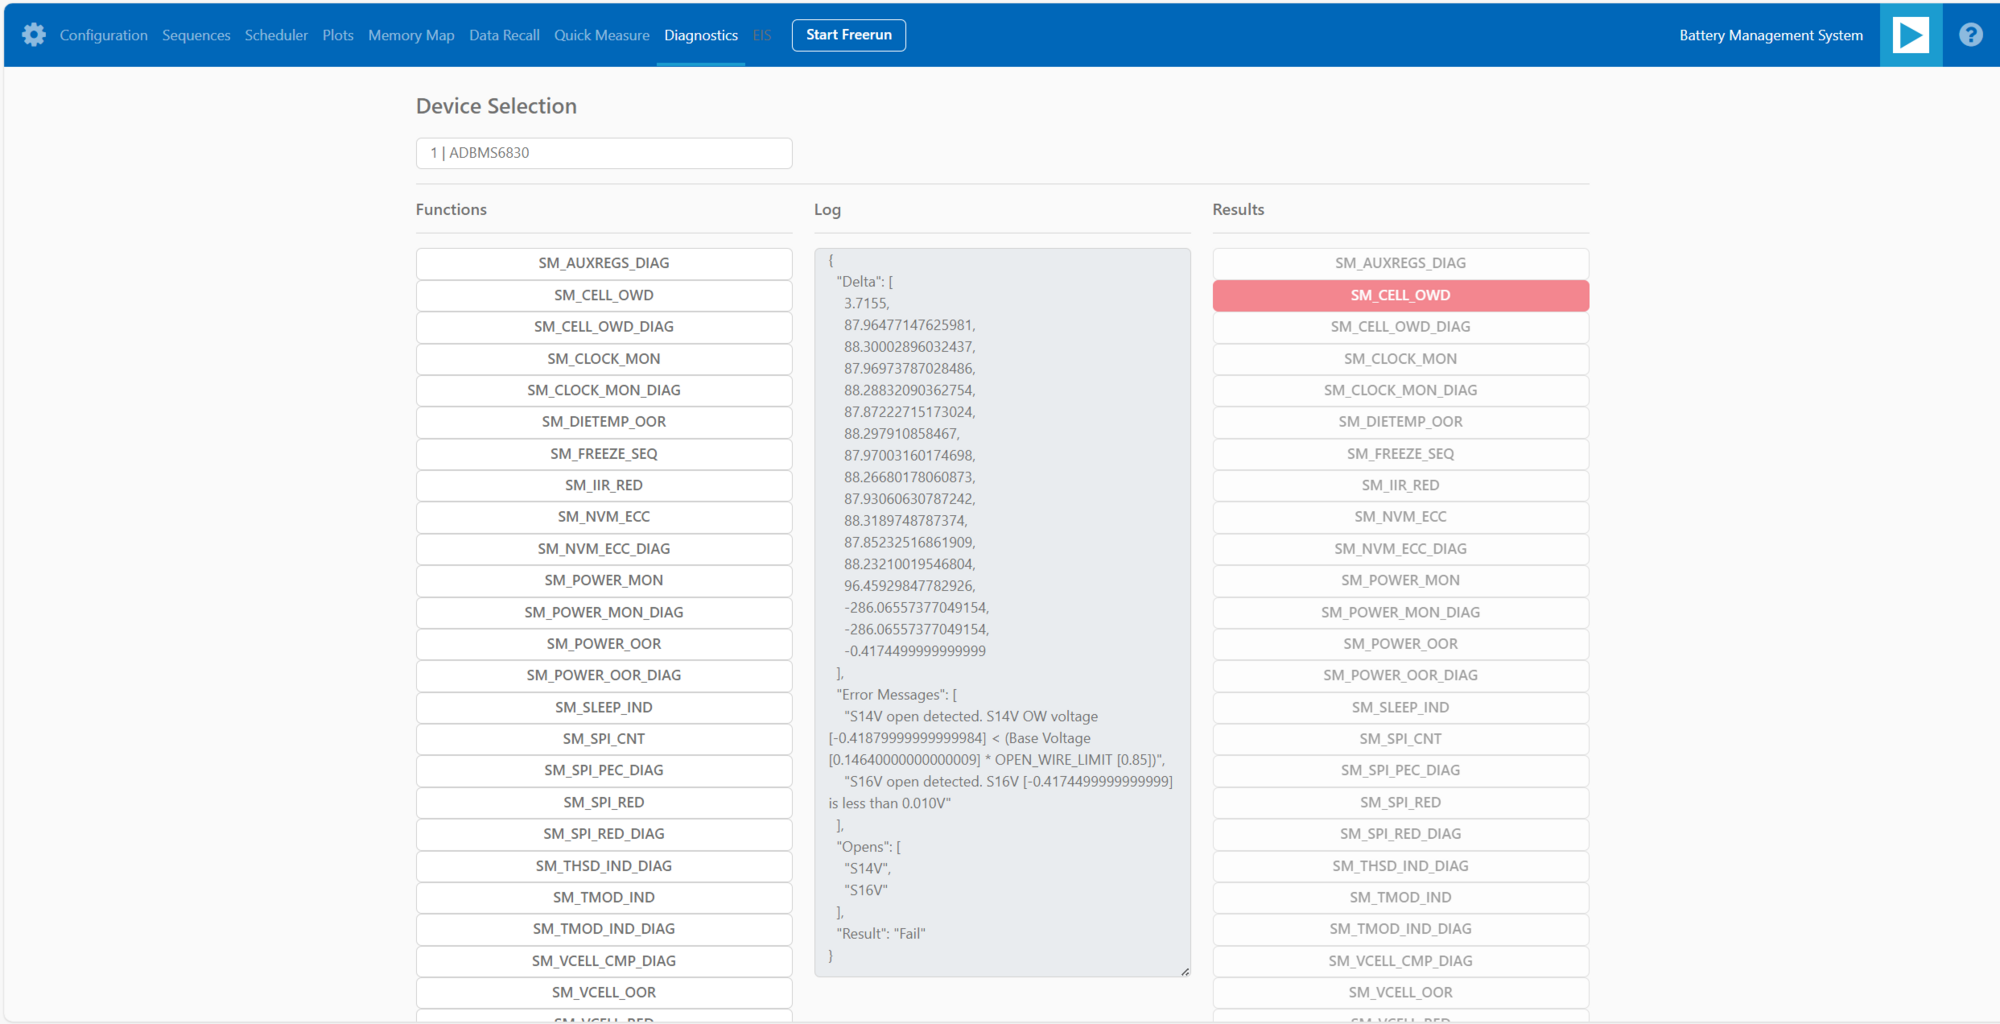 Configuration Sequences Scheduler Plots Memory Map Data Recall Quick Measure Diagnostics EIS Start Freerun Battery Management System ?
Device Selection
1 | ADBMS6830
Functions
SM_AUXREGS_DIAG
SM_CELL_OWD
SM_CELL_OWD_DIAG
SM_CLOCK_MON
SM_CLOCK_MON_DIAG
SM_DIETEMP_OOR
SM_FREEZE_SEQ
SM_IIR_RED
SM_NVM_ECC
SM_NVM_ECC_DIAG
SM_POWER_MON
SM_POWER_MON_DIAG
SM_POWER_OOR
SM_POWER_OOR_DIAG
SM_SLEEP_IND
SM_SPI_CNT
SM_SPI_PEC_DIAG
SM_SPI_RED
SM_SPI_RED_DIAG
SM_THSD_IND_DIAG
SM_TMOD_IND
SM_TMOD_IND_DIAG
SM_VCELL_CMP_DIAG
SM_VCELL_OOR
SM_VCELL_RED
Log
{
"Delta": [
3.7155,
87.96477147625981,
88.30002896032437,
87.96973787028486,
88.28832090362754,
87.87222715173024,
88.297910858467,
87.97003160174698,
88.26680178060873,
87.93060630787242,
88.3189748787374,
87.85232516861909,
88.23210019546804,
96.45929847782926,
-286.06557377049154,
-286.06557377049154,
-0.4174499999999999
],
"Error Messages": [
"S14V open detected. S14V OW voltage
[-0.41879999999999984] < (Base Voltage
[0.14640000000000009] * OPEN_WIRE_LIMIT [0.85])",
"S16V open detected. S16V [-0.4174499999999999]
is less than 0.010V"
],
"Opens": [
"S14V",
"S16V"
],
"Result": "Fail"
}
Results
SM_AUXREGS_DIAG
SM_CELL_OWD
SM_CELL_OWD_DIAG
SM_CLOCK_MON
SM_CLOCK_MON_DIAG
SM_DIETEMP_OOR
SM_FREEZE_SEQ
SM_IIR_RED
SM_NVM_ECC
SM_NVM_ECC_DIAG
SM_POWER_MON
SM_POWER_MON_DIAG
SM_POWER_OOR
SM_POWER_OOR_DIAG
SM_SLEEP_IND
SM_SPI_CNT
SM_SPI_PEC_DIAG
SM_SPI_RED
SM_SPI_RED_DIAG
SM_THSD_IND_DIAG
SM_TMOD_IND
SM_TMOD_IND_DIAG
SM_VCELL_CMP_DIAG
SM_VCELL_OOR
SM_VCELL_RED